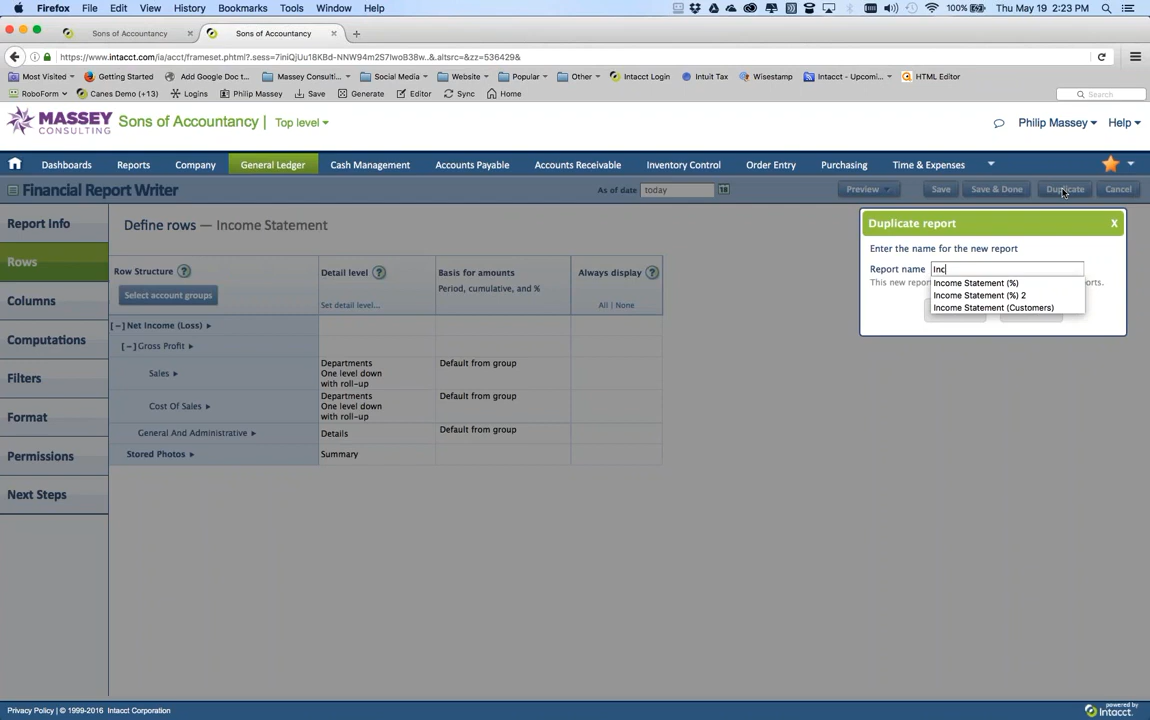 Firefox File Edit View History Bookmarks Tools Window Help 100% Thu May 19 2:23 PM
Sons of Accountancy × Sons of Accountancy × +
https://www.intacct.com/ia/acct/frameset.phtml?.sess=7iniQjUu18KBd-NNW94m2S7lwoB38w..&.altsrc=&zz=536429&
Most Visited Getting Started Add Google Doc t... Massey Consulti... Social Media Website Popular Other Intacct Login Intuit Tax Wisestamp Intacct - Upcomi... HTML Editor
RoboForm Canes Demo (+13) Logins Philip Massey Save Generate Editor Sync Home Search
MASSEY CONSULTING Sons of Accountancy | Top level Philip Massey Help
Dashboards Reports Company General Ledger Cash Management Accounts Payable Accounts Receivable Inventory Control Order Entry Purchasing Time & Expenses
Financial Report Writer As of date today 18 Preview Save Save & Done Duplicate Cancel
Report Info
Rows
Columns
Computations
Filters
Format
Permissions
Next Steps
Define rows — Income Statement
Row Structure ? Detail level ? Basis for amounts Always display ?
Period, cumulative, and %
Select account groups Set detail level... All | None
[−] Net Income (Loss)
[−] Gross Profit
Sales Departments Default from group
One level down
with roll-up
Cost Of Sales Departments Default from group
One level down
with roll-up
General And Administrative Details Default from group
Stored Photos Summary
Duplicate report X
Enter the name for the new report
Report name Inc
Income Statement (%)
This new repor orts.
Income Statement (%) 2
Income Statement (Customers)
Privacy Policy | © 1999-2016 Intacct Corporation
powered by
Intacct